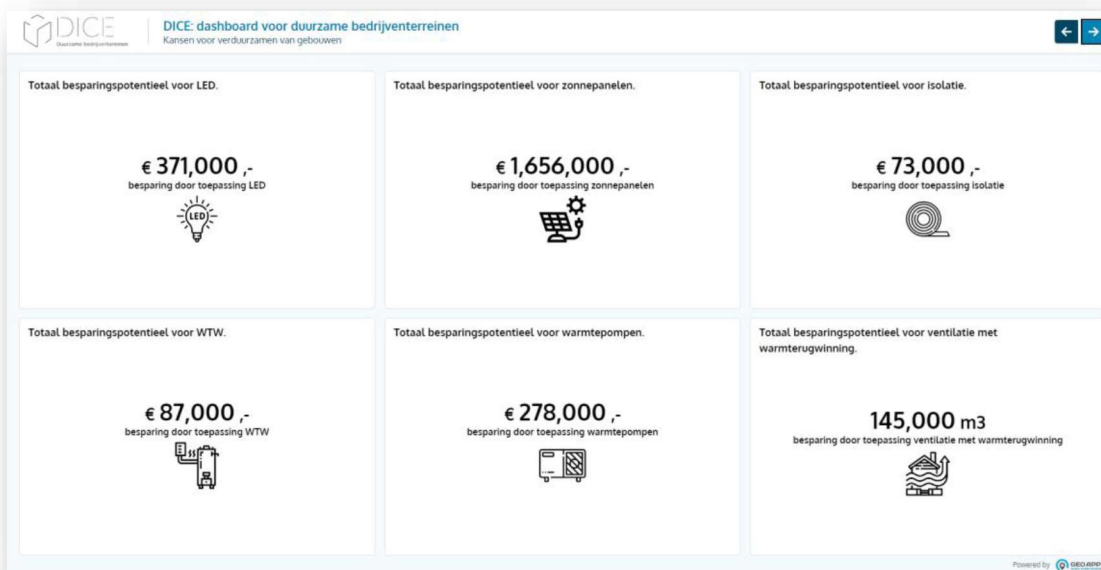 DICE
Duurzame bedrijventerreinen
DICE: dashboard voor duurzame bedrijventerreinen
Kansen voor verduurzamen van gebouwen
Totaal besparingspotentieel voor LED.
€ 371,000 ,-
besparing door toepassing LED
LED
Totaal besparingspotentieel voor zonnepanelen.
€ 1,656,000 ,-
besparing door toepassing zonnepanelen
Totaal besparingspotentieel voor isolatie.
€ 73,000 ,-
besparing door toepassing isolatie
Totaal besparingspotentieel voor WTW.
€ 87,000 ,-
besparing door toepassing WTW
Totaal besparingspotentieel voor warmtepompen.
€ 278,000 ,-
besparing door toepassing warmtepompen
Totaal besparingspotentieel voor ventilatie met
warmterugwinning.
145,000 m3
besparing door toepassing ventilatie met warmterugwinning
Powered by GEOAPP